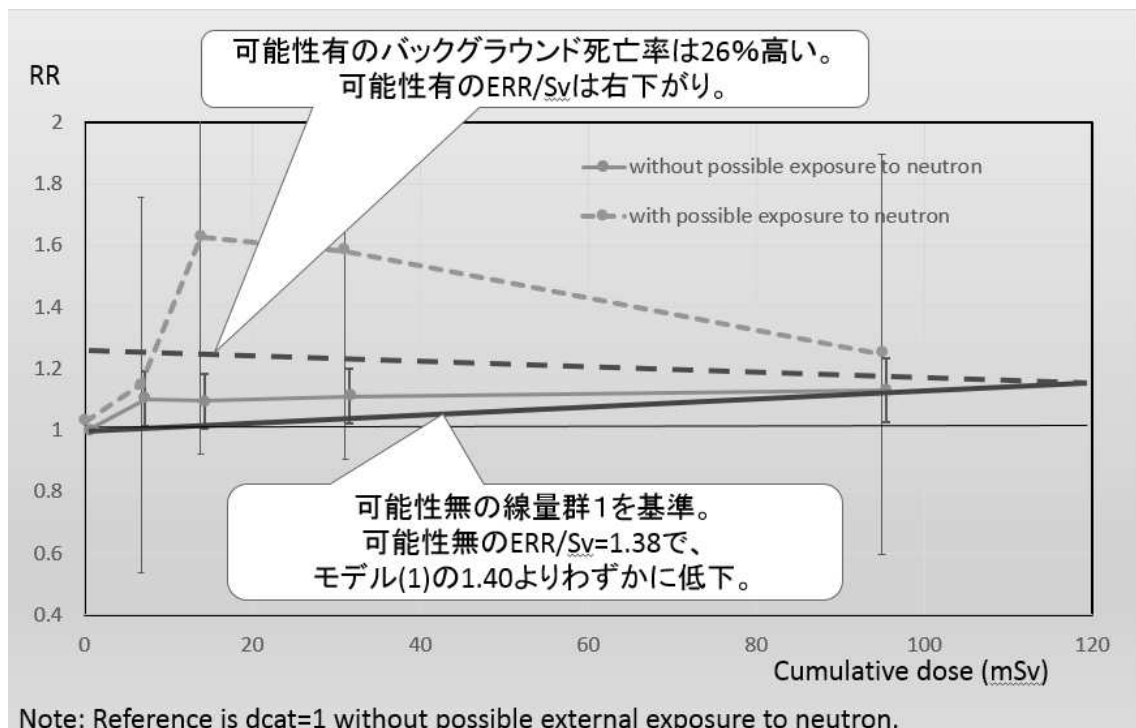 可能性有のバックグラウンド死亡率は26%高い。
可能性有のERR/Svは右下がり。
RR
2
1.8
1.6
1.4
1.2
1
0.8
0.6
0.4
without possible exposure to neutron
with possible exposure to neutron
可能性無の線量群1を基準。
可能性無のERR/Sv=1.38で、
モデル(1)の1.40よりわずかに低下。
0 20 40 60 80 100 120
Cumulative dose (mSv)
Note: Reference is dcat=1 without possible external exposure to neutron.